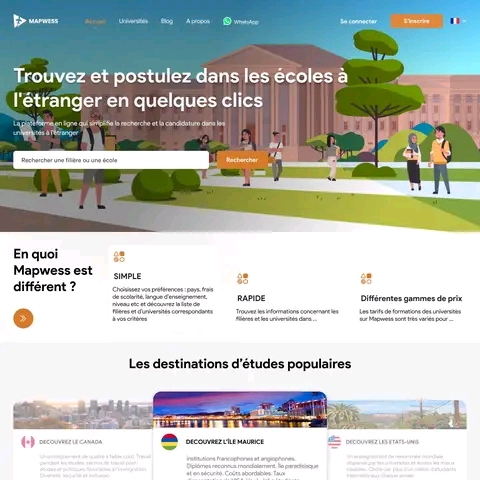 MAPWESS
Accueil
Universités
Blog
A propos
WhatsApp
Se connecter
S'inscrire
Trouvez et postulez dans les écoles à
l'étranger en quelques clics
La plateforme en ligne qui simplifie la recherche et la candidature dans les
universités à l'étranger
Rechercher une filière ou une école
Rechercher
En quoi
Mapwess est
différent ?
SIMPLE
Choisissez vos préférences : pays, frais
de scolarité, langue d'enseignement,
niveau etc et découvrez la liste de
filières et d'universités correspondants
à vos critères
RAPIDE
Trouvez les informations concernant les
filières et les universités dans ...
Différentes gammes de prix
Les tarifs de formations des universités
sur Mapwess sont très variés pour ...
Les destinations d'études populaires
DECOUVREZ LE CANADA
DECOUVREZ L'ÎLE MAURICE
Institutions francophones et anglophones.
Diplômes reconnus mondialement. Île paradisiaque
et en sécurité. Coûts abordables. Taux
DECOUVREZ LES ETATS-UNIS